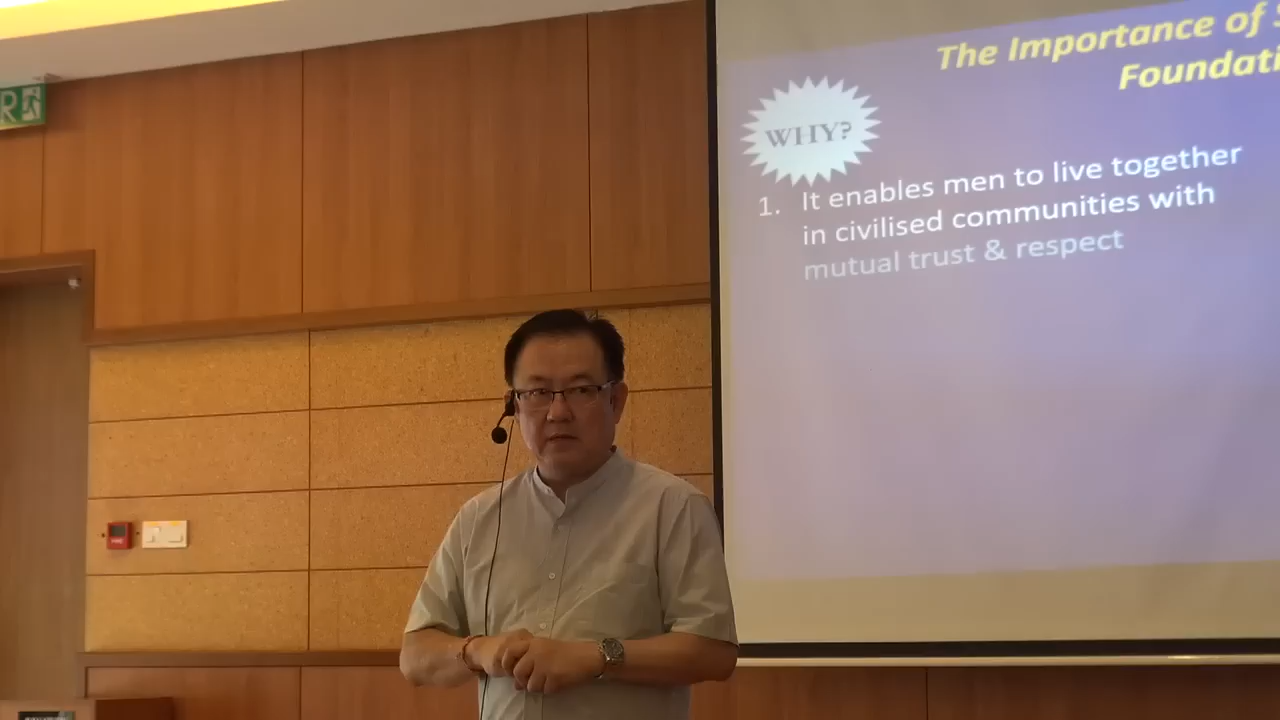 R
The Importance of
Foundati
WHY?
1. It enables men to live together
in civilised communities with
mutual trust & respect